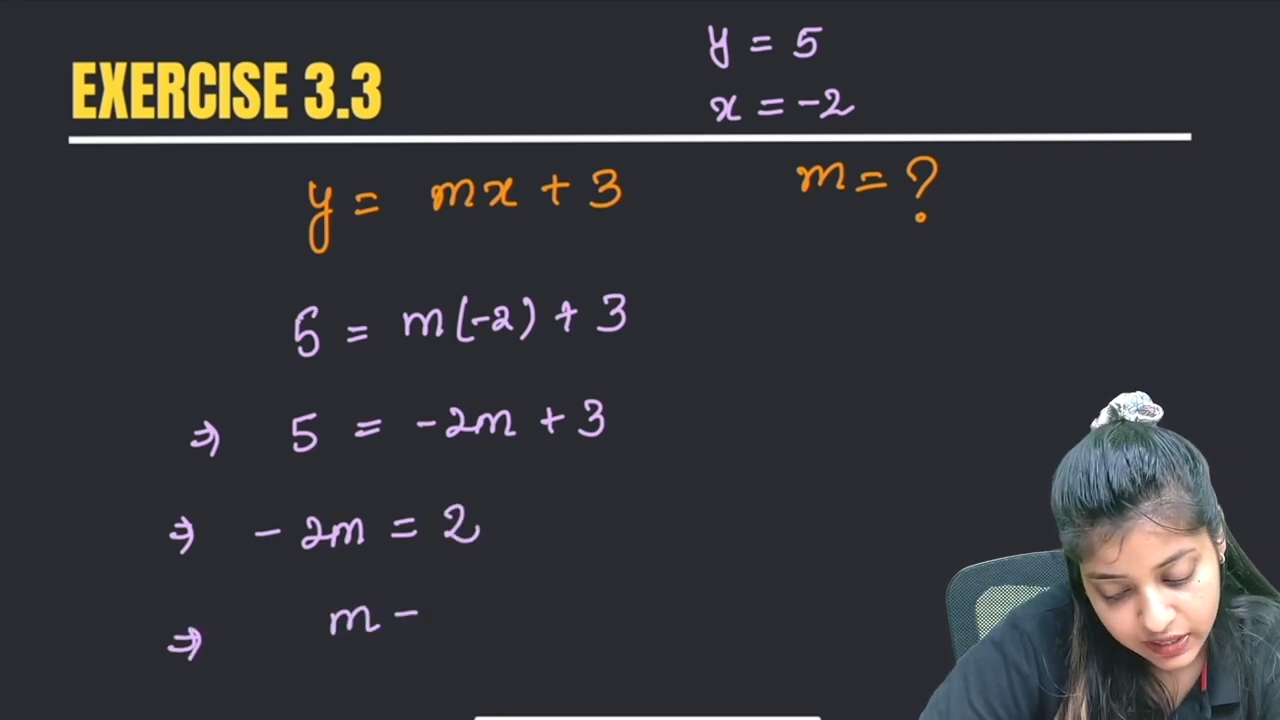 y = 5
EXERCISE 3.3
x = -2
y = mx + 3
m = ?
5 = m(-2) + 3
⇒ 5 = -2m + 3
⇒ - 2m = 2
⇒ m -